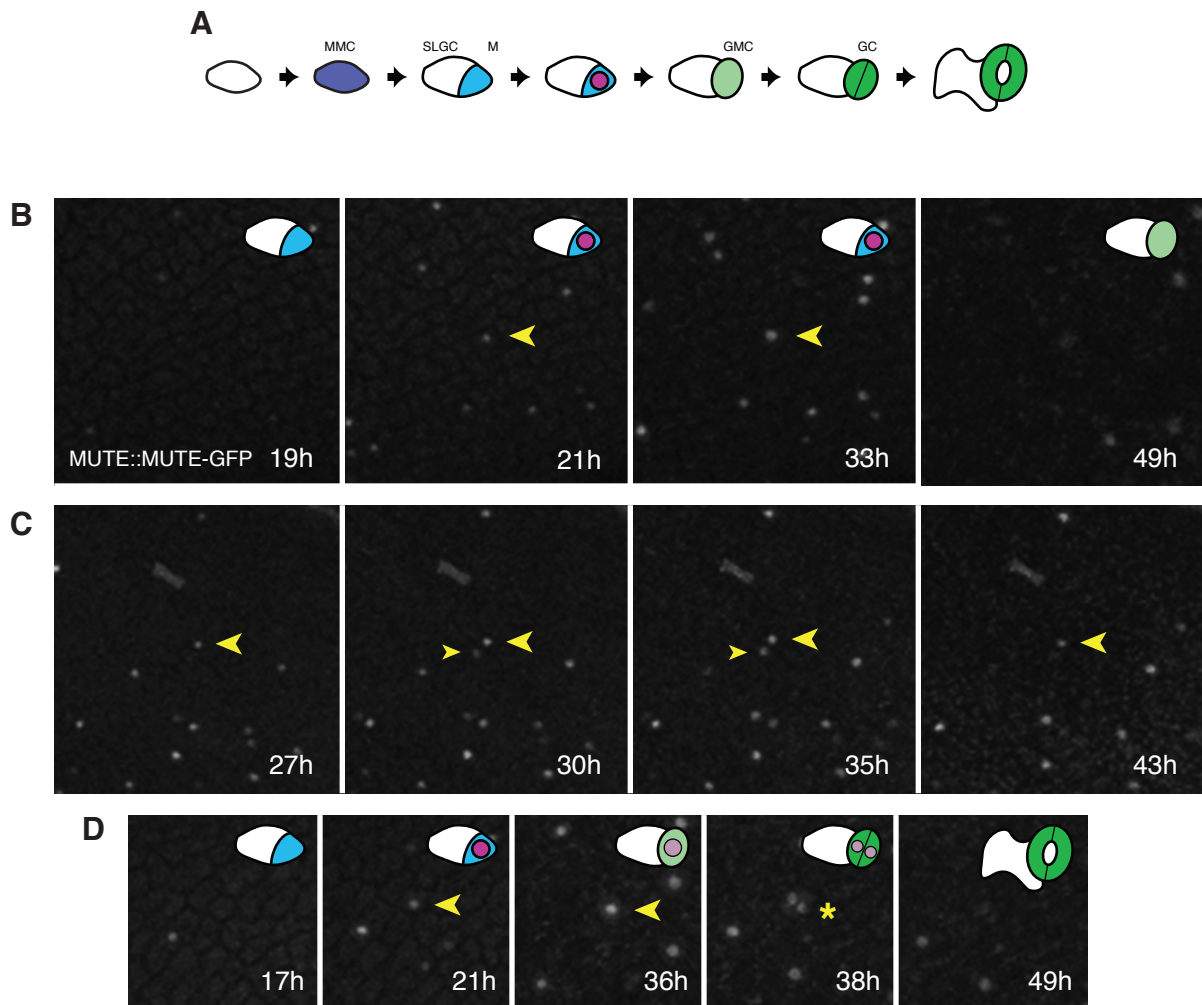 A
MMC
SLGC M
GMC
GC
B
MUTE::MUTE-GFP 19h
21h
33h
49h
C
27h
30h
35h
43h
D
17h
21h
36h
38h
*
49h